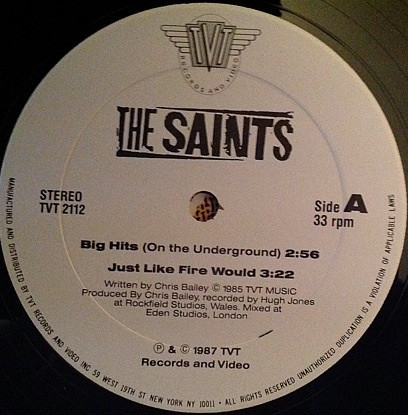 TVT
RECORDS AND VIDEO
THE SAINTS
STEREO
TVT 2112
Side A
33 rpm
Big Hits (On the Underground) 2:56
Just Like Fire Would 3:22
Written by Chris Bailey © 1985 TVT MUSIC
Produced By Chris Bailey, recorded by Hugh Jones
at Rockfield Studios, Wales. Mixed at
Eden Studios, London
℗ & © 1987 TVT
Records and Video
MANUFACTURED AND DISTRIBUTED BY TVT RECORDS AND VIDEO INC 59 WEST 19TH ST NEW YORK NY 10011 • ALL RIGHTS RESERVED UNAUTHORIZED DUPLICATION IS A VIOLATION OF APPLICABLE LAWS